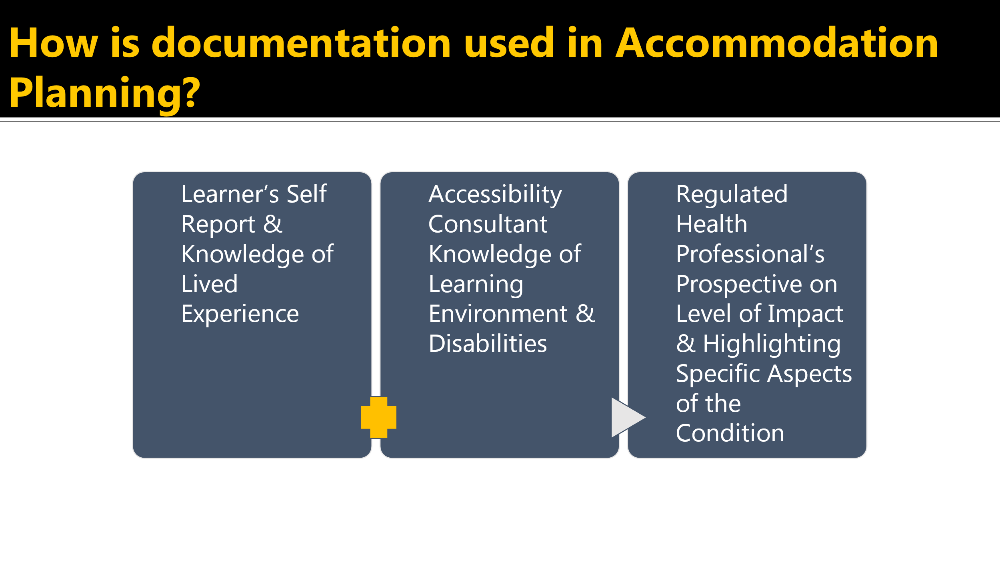 How is documentation used in Accommodation
Planning?
Learner’s Self
Report &
Knowledge of
Lived
Experience
Accessibility
Consultant
Knowledge of
Learning
Environment &
Disabilities
Regulated
Health
Professional’s
Prospective on
Level of Impact
& Highlighting
Specific Aspects
of the
Condition